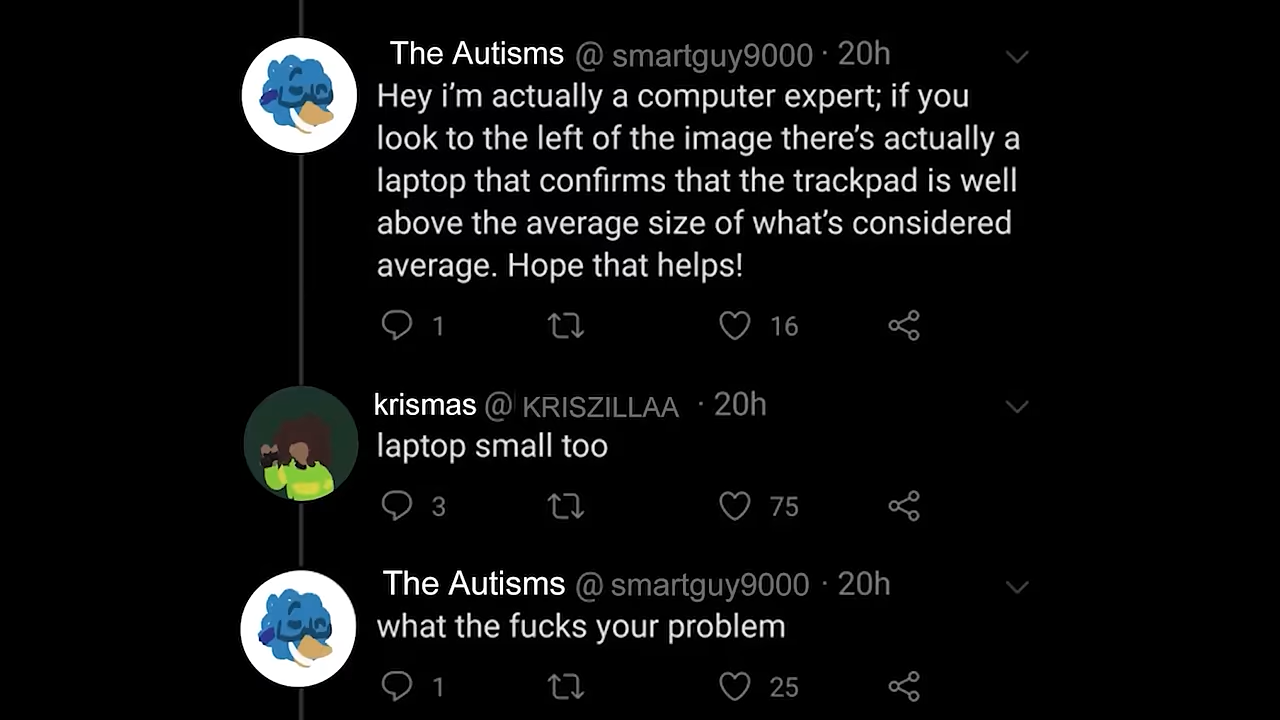 The Autisms @ smartguy9000 · 20h
Hey i’m actually a computer expert; if you
look to the left of the image there’s actually a
laptop that confirms that the trackpad is well
above the average size of what’s considered
average. Hope that helps!
1 16
krismas @ KRISZILLAA · 20h
laptop small too
3 75
The Autisms @ smartguy9000 · 20h
what the fucks your problem
1 25